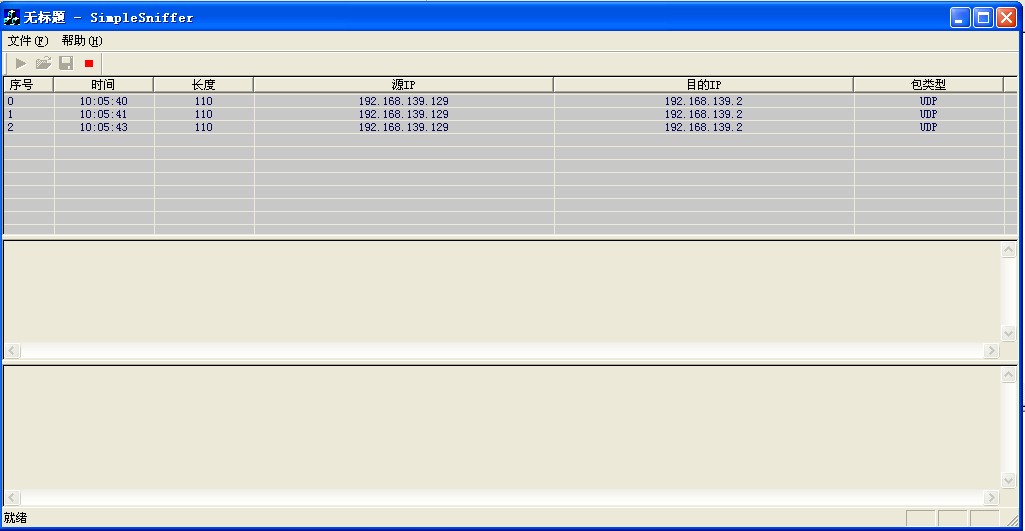 无标题 - SimpleSniffer
文件(F) 帮助(H)
序号 时间 长度 源IP 目的IP 包类型
0 10:05:40 110 192.168.139.129 192.168.139.2 UDP
1 10:05:41 110 192.168.139.129 192.168.139.2 UDP
2 10:05:43 110 192.168.139.129 192.168.139.2 UDP
就绪